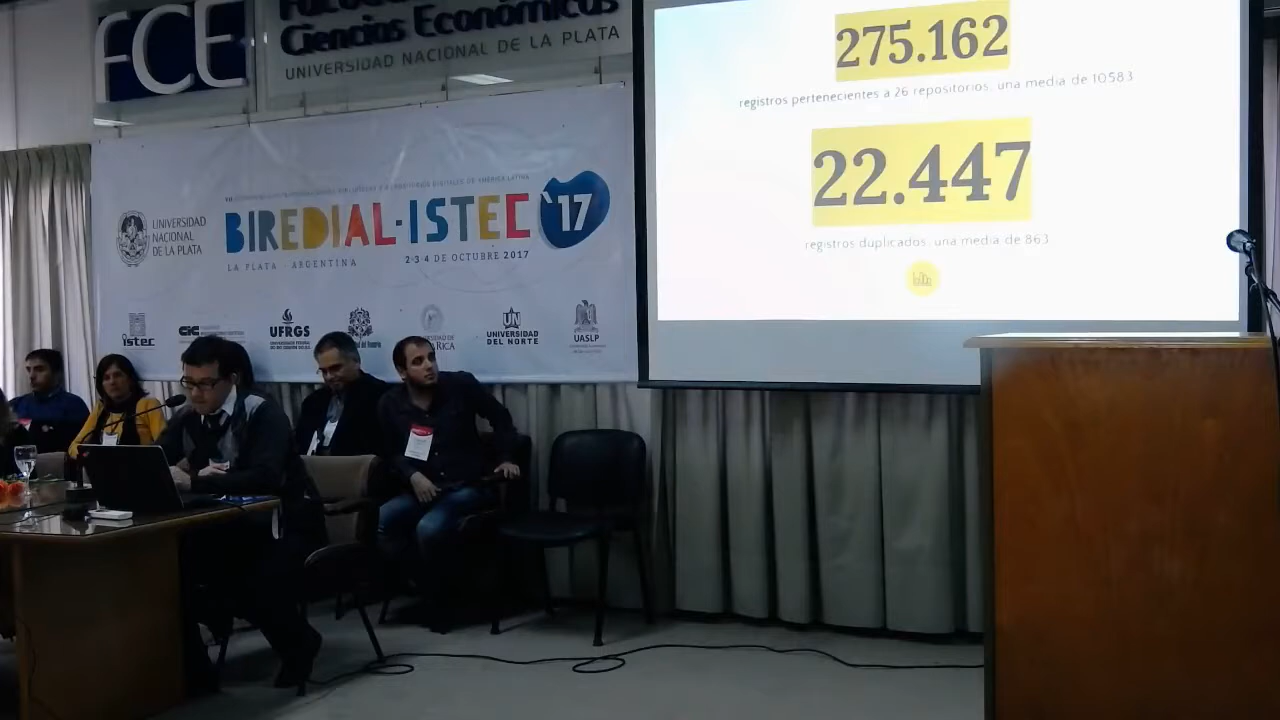 FCE
Ciencias Económicas
UNIVERSIDAD NACIONAL DE LA PLATA
UNIVERSIDAD
NACIONAL
DE LA PLATA
BIREDIAL-ISTEC '17
LA PLATA - ARGENTINA
2·3·4 DE OCTUBRE 2017
istec
CIC
UFRGS
UNIVERSIDAD
DEL NORTE
UASLP
275.162
registros pertenecientes a 26 repositorios, una media de 10583
22.447
registros duplicados, una media de 863